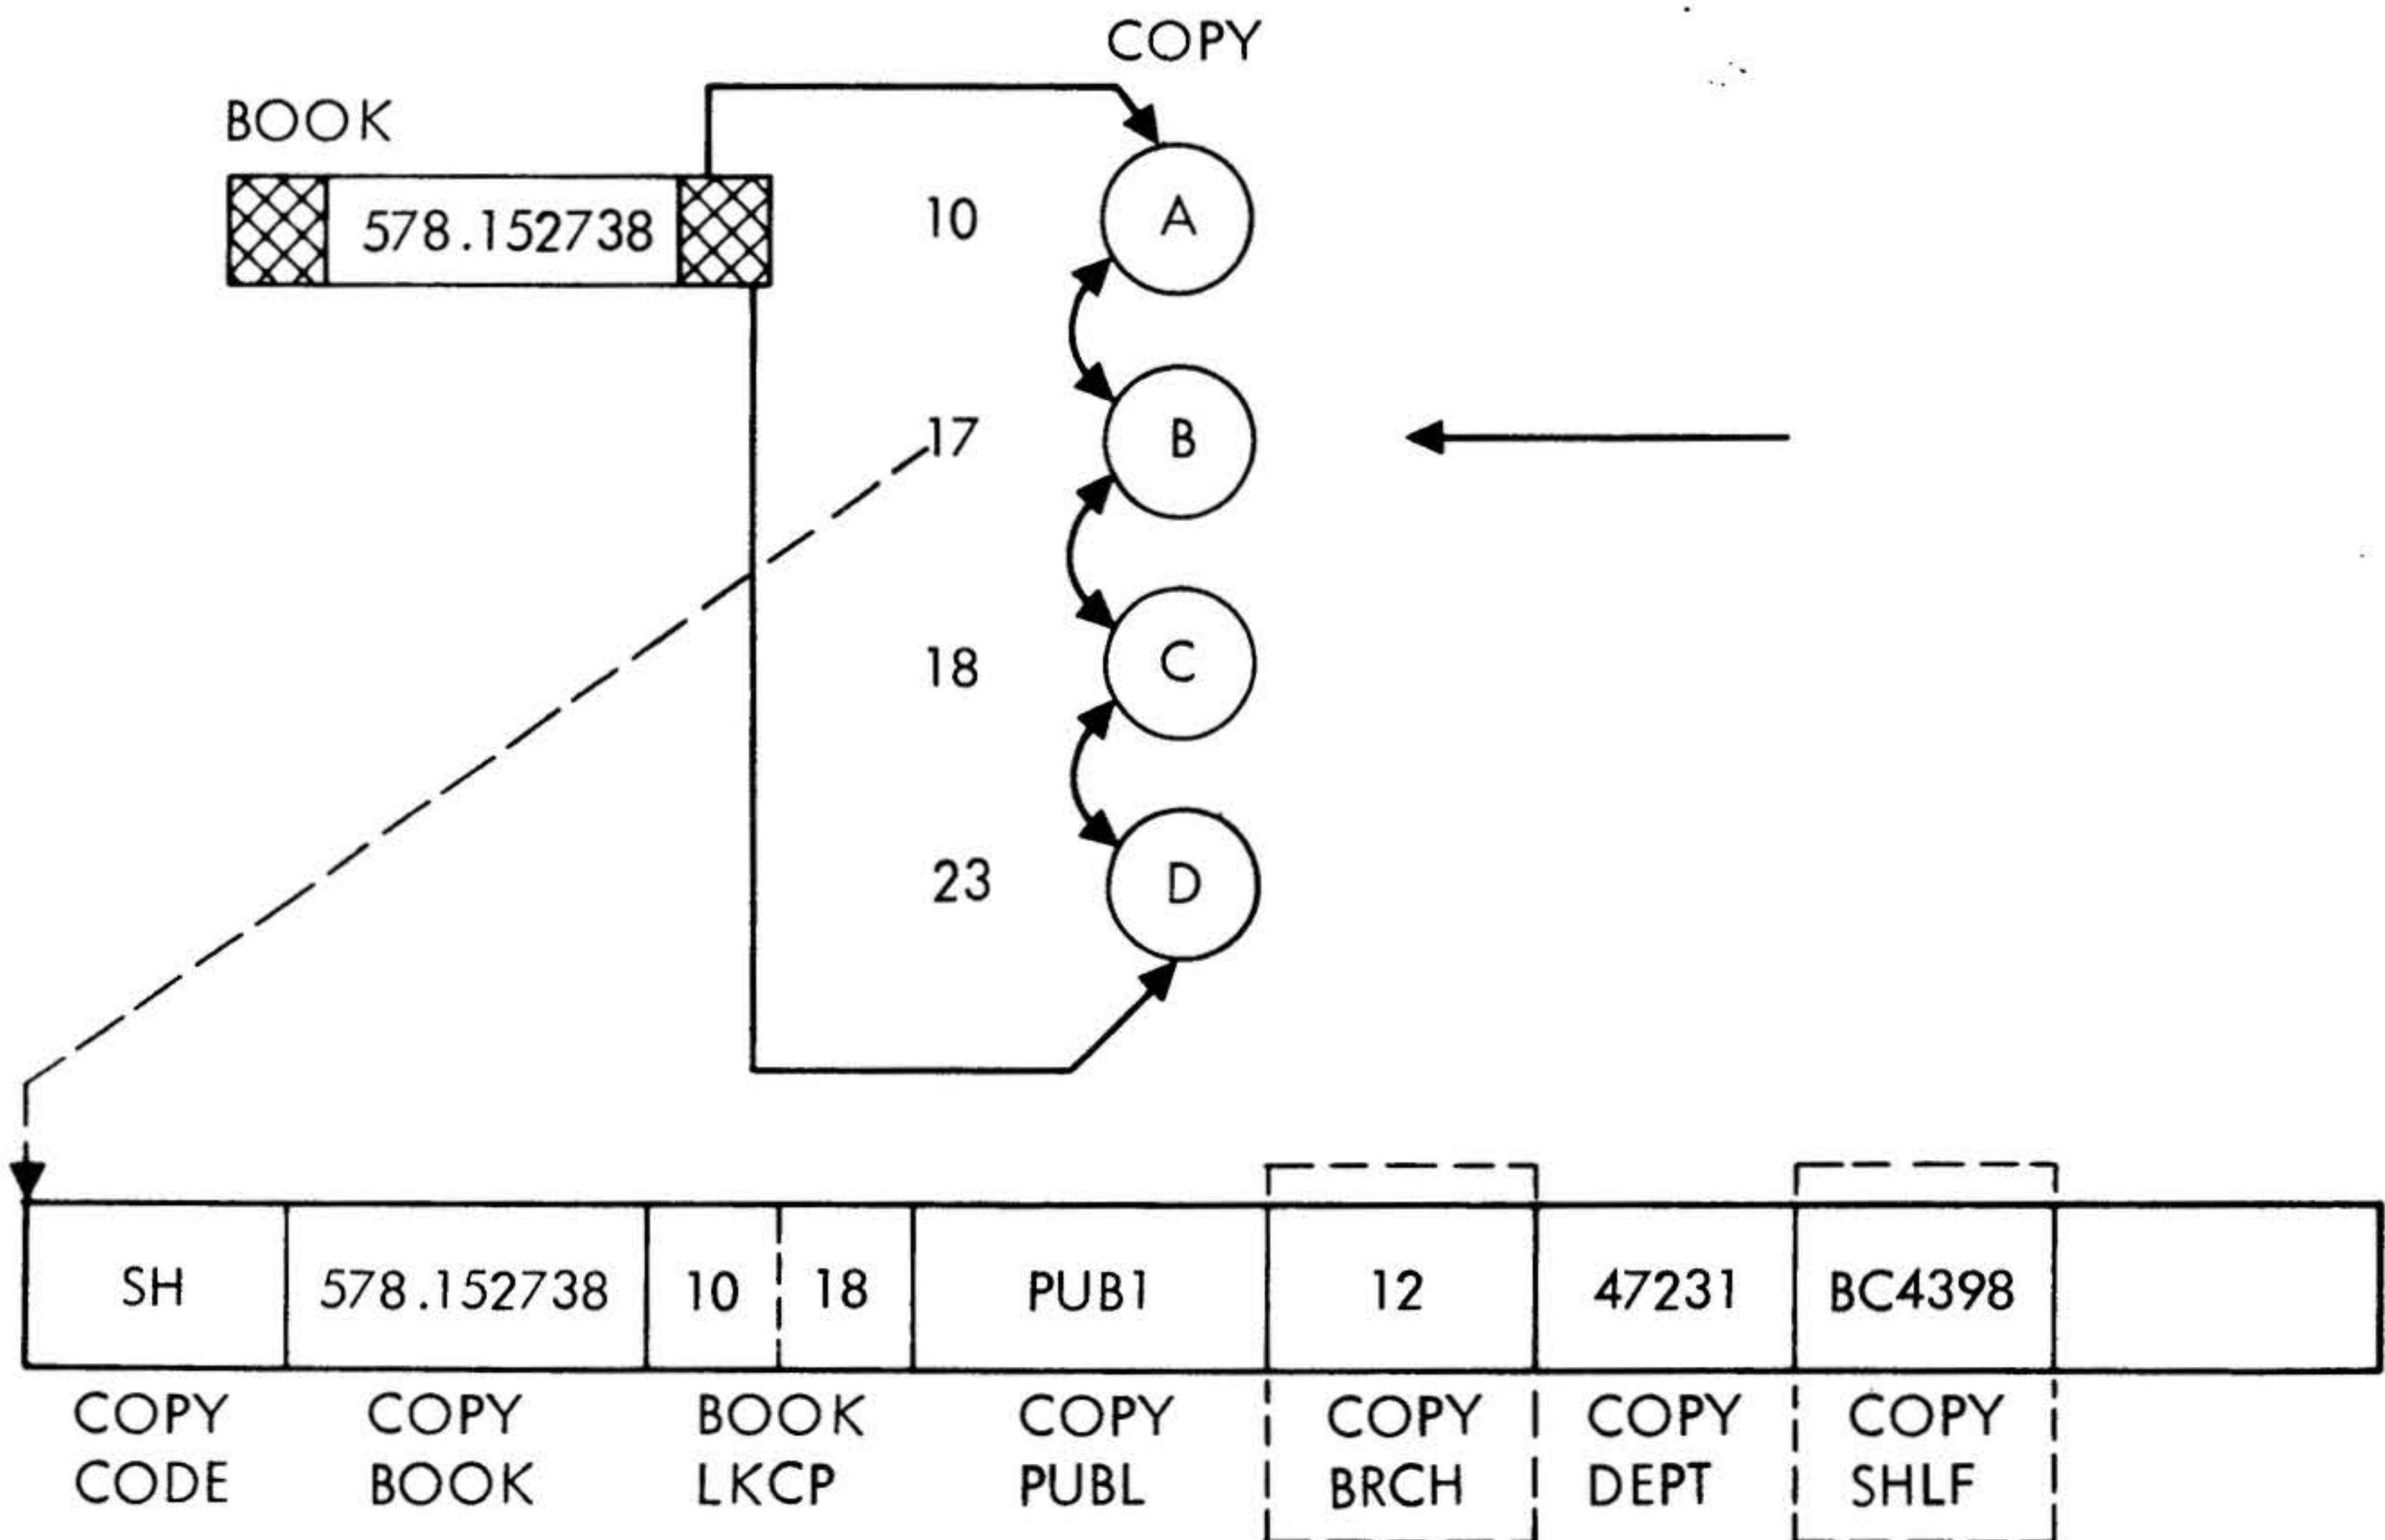 COPY
BOOK
578.152738
10
A
17
B
18
C
23
D
SH 578.152738 10 18 PUB1 12 47231 BC4398
COPY COPY BOOK COPY COPY COPY COPY
CODE BOOK LKCP PUBL BRCH DEPT SHLF